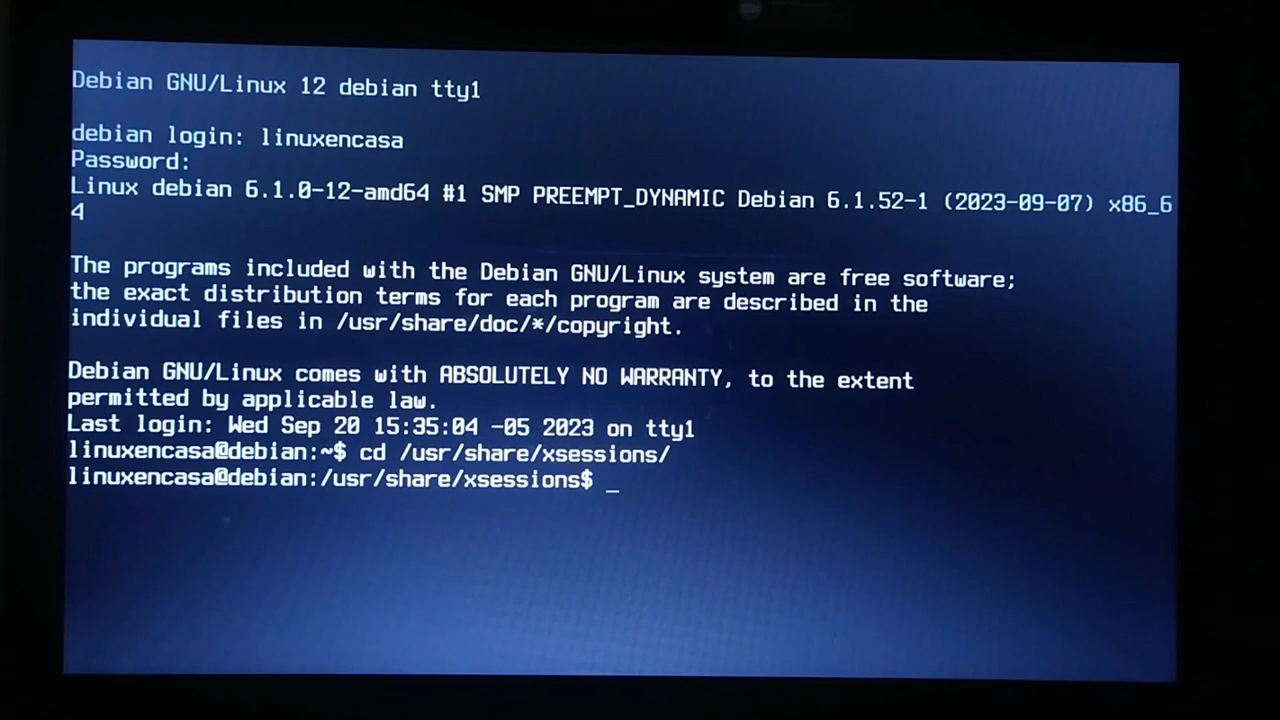 Debian GNU/Linux 12 debian tty1
debian login: linuxencasa
Password:
Linux debian 6.1.0-12-amd64 #1 SMP PREEMPT_DYNAMIC Debian 6.1.52-1 (2023-09-07) x86_6
4
The programs included with the Debian GNU/Linux system are free software;
the exact distribution terms for each program are described in the
individual files in /usr/share/doc/*/copyright.
Debian GNU/Linux comes with ABSOLUTELY NO WARRANTY, to the extent
permitted by applicable law.
Last login: Wed Sep 20 15:35:04 -05 2023 on tty1
linuxencasa@debian:~$ cd /usr/share/xsessions/
linuxencasa@debian:/usr/share/xsessions$ _